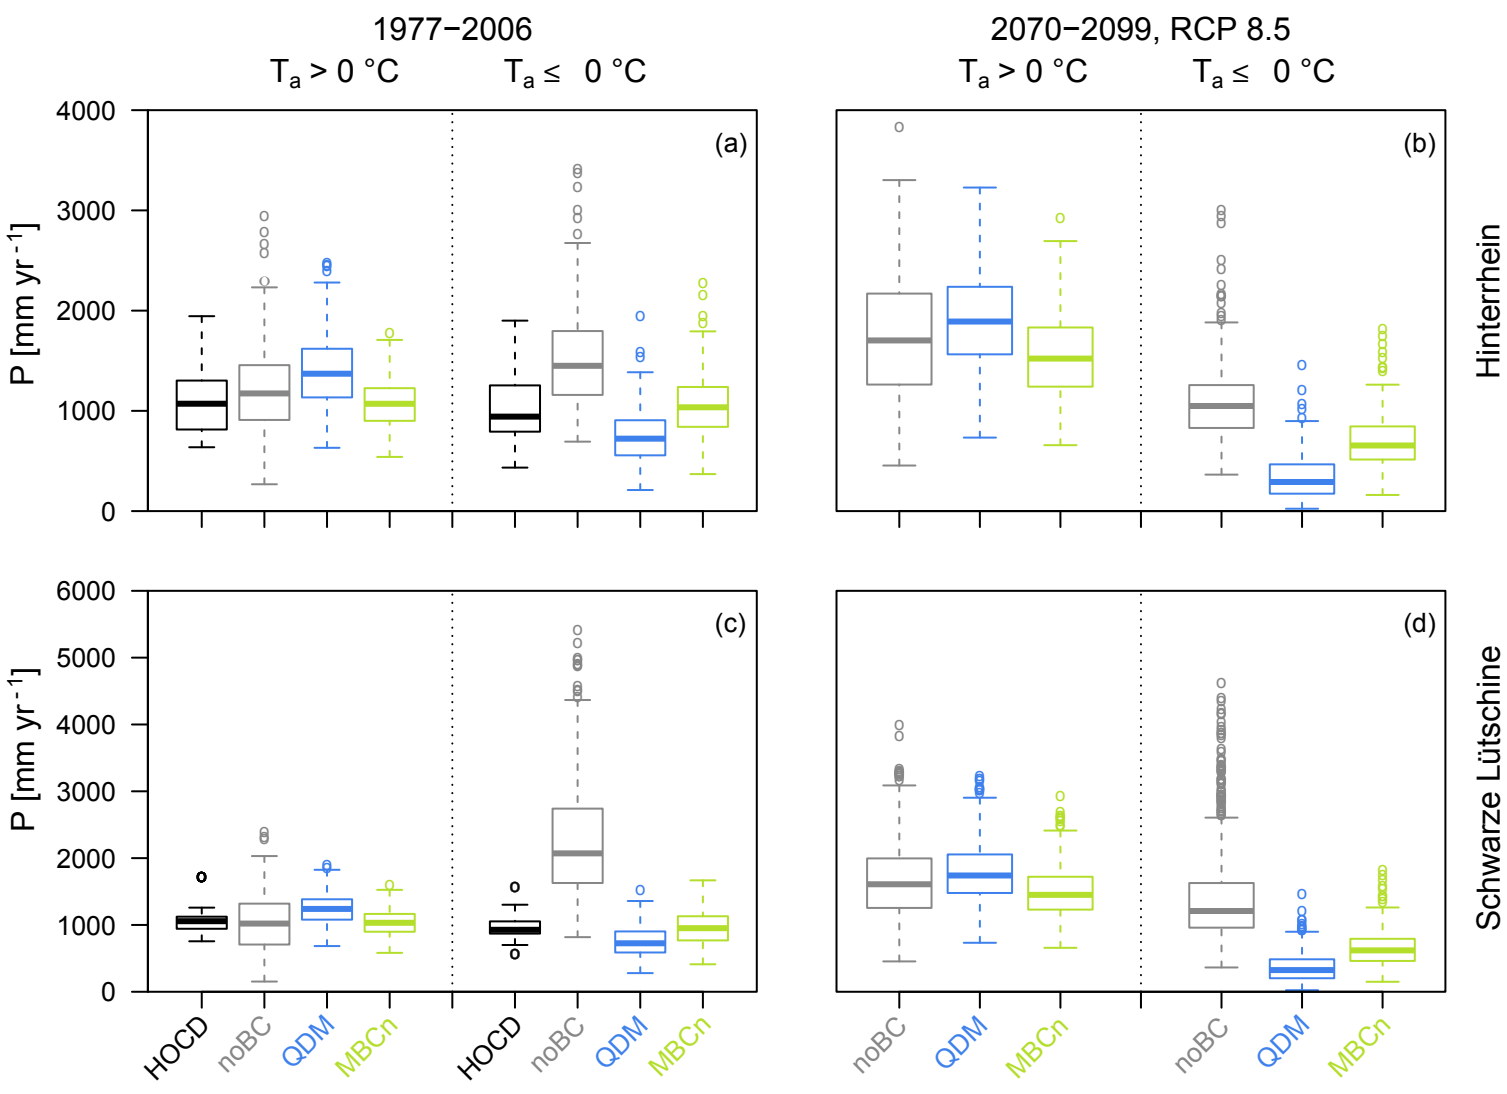 1977−2006
2070−2099, RCP 8.5
Ta > 0 °C
Ta ≤ 0 °C
Ta > 0 °C
Ta ≤ 0 °C
P [mm yr-1]
4000
3000
2000
1000
0
(a)
(b)
Hinterrhein
P [mm yr-1]
6000
5000
4000
3000
2000
1000
0
(c)
(d)
Schwarze Lütschine
HOCD
noBC
QDM
MBCn
HOCD
noBC
QDM
MBCn
noBC
QDM
MBCn
noBC
QDM
MBCn